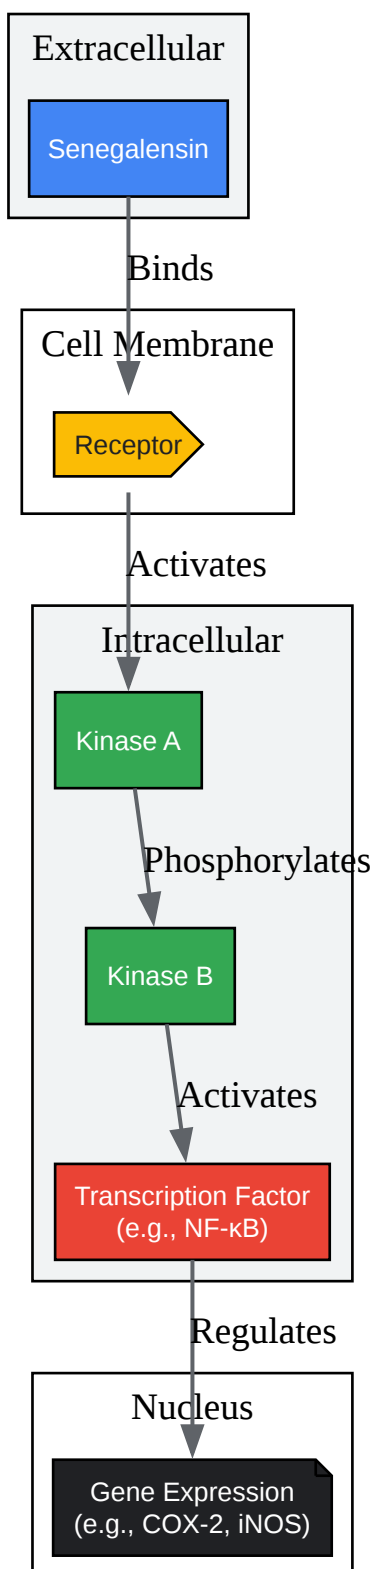 Extracellular
Senegalensin
Binds
Cell Membrane
Receptor
Activates
Intracellular
Kinase A
Phosphorylates
Kinase B
Activates
Transcription Factor
(e.g., NF-κB)
Regulates
Nucleus
Gene Expression
(e.g., COX-2, iNOS)